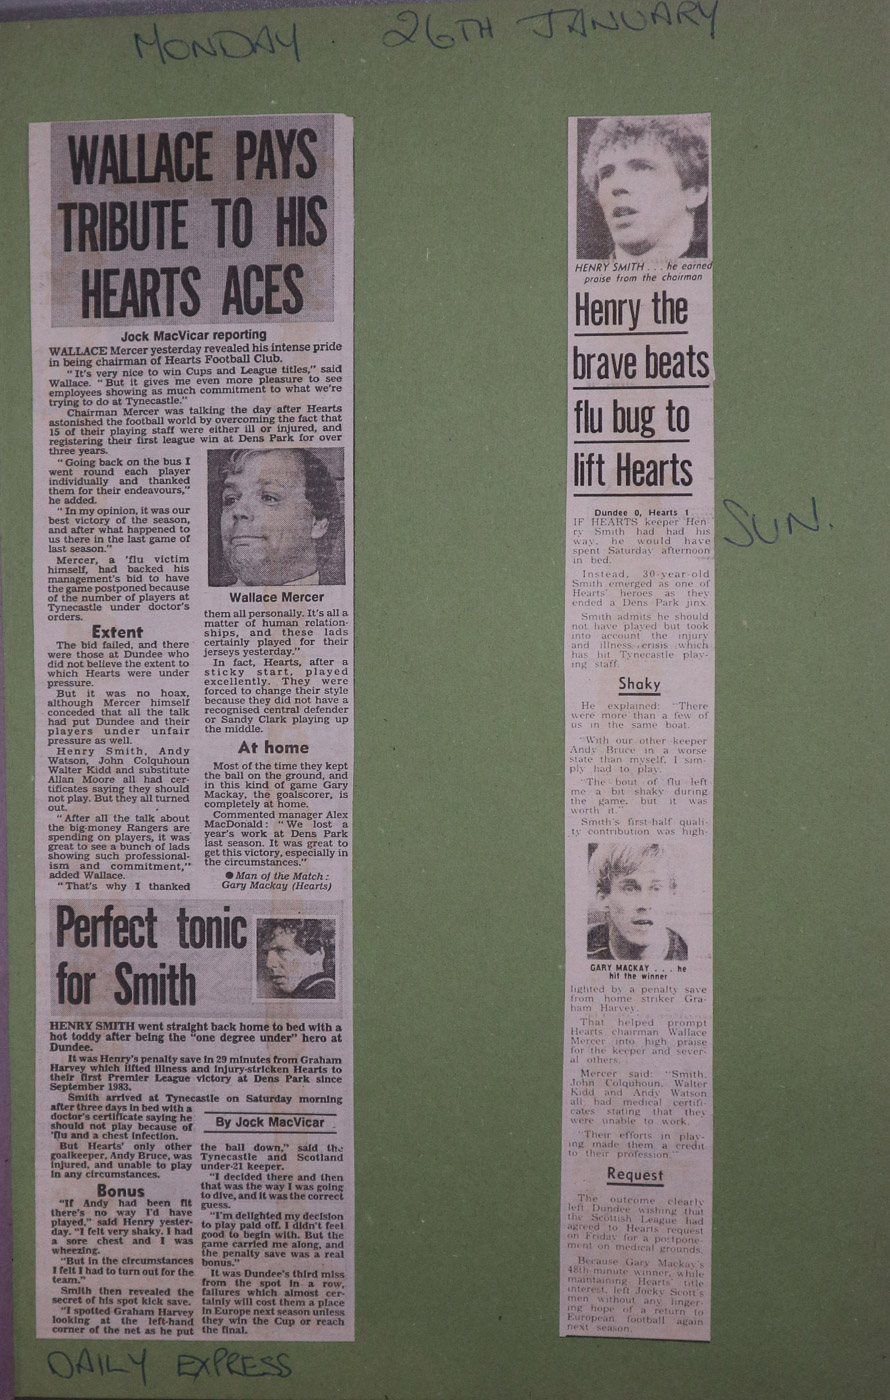 MONDAY 26TH JANUARY
WALLACE PAYS
TRIBUTE TO HIS
HEARTS ACES
Jock MacVicar reporting
WALLACE Mercer yesterday revealed his intense pride
in being chairman of Hearts Football Club.
"It's very nice to win Cups and League titles," said
Wallace. "But it gives me even more pleasure to see
employees showing as much commitment to what we're
trying to do at Tynecastle."
Chairman Mercer was talking the day after Hearts
astonished the football world by overcoming the fact that
15 of their playing staff were either ill or injured, and
registering their first league win at Dens Park for over
three years.
"Going back on the bus I
went round each player
individually and thanked
them for their endeavours,"
he added.
"In my opinion, it was our
best victory of the season,
and after what happened to
us there in the last game of
last season."
Mercer, a 'flu victim
himself, had backed his
management's bid to have
the game postponed because
of the number of players at
Tynecastle under doctor's
orders.
Extent
The bid failed, and there
were those at Dundee who
did not believe the extent to
which Hearts were under
pressure.
But it was no hoax,
although Mercer himself
conceded that all the talk
had put Dundee and their
players under unfair
pressure as well.
Henry Smith, Andy
Watson, John Colquhoun
Walter Kidd and substitute
Allan Moore all had cer-
tificates saying they should
not play. But they all turned
out.
"After all the talk about
the big-money Rangers are
spending on players, it was
great to see a bunch of lads
showing such professional-
ism and commitment,"
added Wallace.
"That's why I thanked
Wallace Mercer
them all personally. It's all a
matter of human relation-
ships, and these lads
certainly played for their
jerseys yesterday."
In fact, Hearts, after a
sticky start, played
excellently. They were
forced to change their style
because they did not have a
recognised central defender
or Sandy Clark playing up
the middle.
At home
Most of the time they kept
the ball on the ground, and
in this kind of game Gary
Mackay, the goalscorer, is
completely at home.
Commented manager Alex
MacDonald: "We lost a
year's work at Dens Park
last season. It was great to
get this victory, especially in
the circumstances."
● Man of the Match:
Gary Mackay (Hearts)
Perfect tonic
for Smith
HENRY SMITH went straight back home to bed with a
hot toddy after being the "one degree under" hero at
Dundee.
It was Henry's penalty save in 29 minutes from Graham
Harvey which lifted illness and injury-stricken Hearts to
their first Premier League victory at Dens Park since
September 1983.
Smith arrived at Tynecastle on Saturday morning
after three days in bed with a
doctor's certificate saying he
should not play because of
'flu and a chest infection.
But Hearts' only other
goalkeeper, Andy Bruce, was
injured, and unable to play
in any circumstances.
Bonus
"If Andy had been fit
there's no way I'd have
played," said Henry yester-
day. "I felt very shaky. I had
a sore chest and I was
wheezing.
"But in the circumstances
I felt I had to turn out for the
team."
Smith then revealed the
secret of his spot kick save.
"I spotted Graham Harvey
looking at the left-hand
corner of the net as he put
By Jock MacVicar
the ball down," said the
Tynecastle and Scotland
under-21 keeper.
"I decided there and then
that was the way I was going
to dive, and it was the correct
guess.
"I'm delighted my decision
to play paid off. I didn't feel
good to begin with. But the
game carried me along, and
the penalty save was a real
bonus."
It was Dundee's third miss
from the spot in a row,
failures which almost cer-
tainly will cost them a place
in Europe next season unless
they win the Cup or reach
the final.
DAILY EXPRESS
HENRY SMITH . . . he earned
praise from the chairman
Henry the
brave beats
flu bug to
lift Hearts
SUN.
Dundee 0, Hearts 1
IF HEARTS keeper Hen-
ry Smith had had his
way, he would have
spent Saturday afternoon
in bed.
Instead, 30-year-old
Smith emerged as one of
Hearts' heroes as they
ended a Dens Park jinx.
Smith admits he should
not have played but took
into account the injury
and illness crisis which
has hit Tynecastle play-
ing staff.
Shaky
He explained: "There
were more than a few of
us in the same boat.
"With our other keeper
Andy Bruce in a worse
state than myself, I sim-
ply had to play.
"The bout of flu left
me a bit shaky during
the game, but it was
worth it."
Smith's first-half quali-
ty contribution was high-
GARY MACKAY . . . he
hit the winner
lighted by a penalty save
from home striker Gra-
ham Harvey.
That helped prompt
Hearts chairman Wallace
Mercer into high praise
for the keeper and sever-
al others.
Mercer said: "Smith,
John Colquhoun, Walter
Kidd and Andy Watson
all had medical certifi-
cates stating that they
were unable to work.
"Their efforts in play-
ing made them a credit
to their profession."
Request
The outcome clearly
left Dundee wishing that
the Scottish League had
agreed to Hearts request
on Friday for a postpone-
ment on medical grounds.
Because Gary Mackay's
48th-minute winner, while
maintaining Hearts' title
interest, left Jocky Scott's
men without any linger-
ing hope of a return to
European football again
next season.